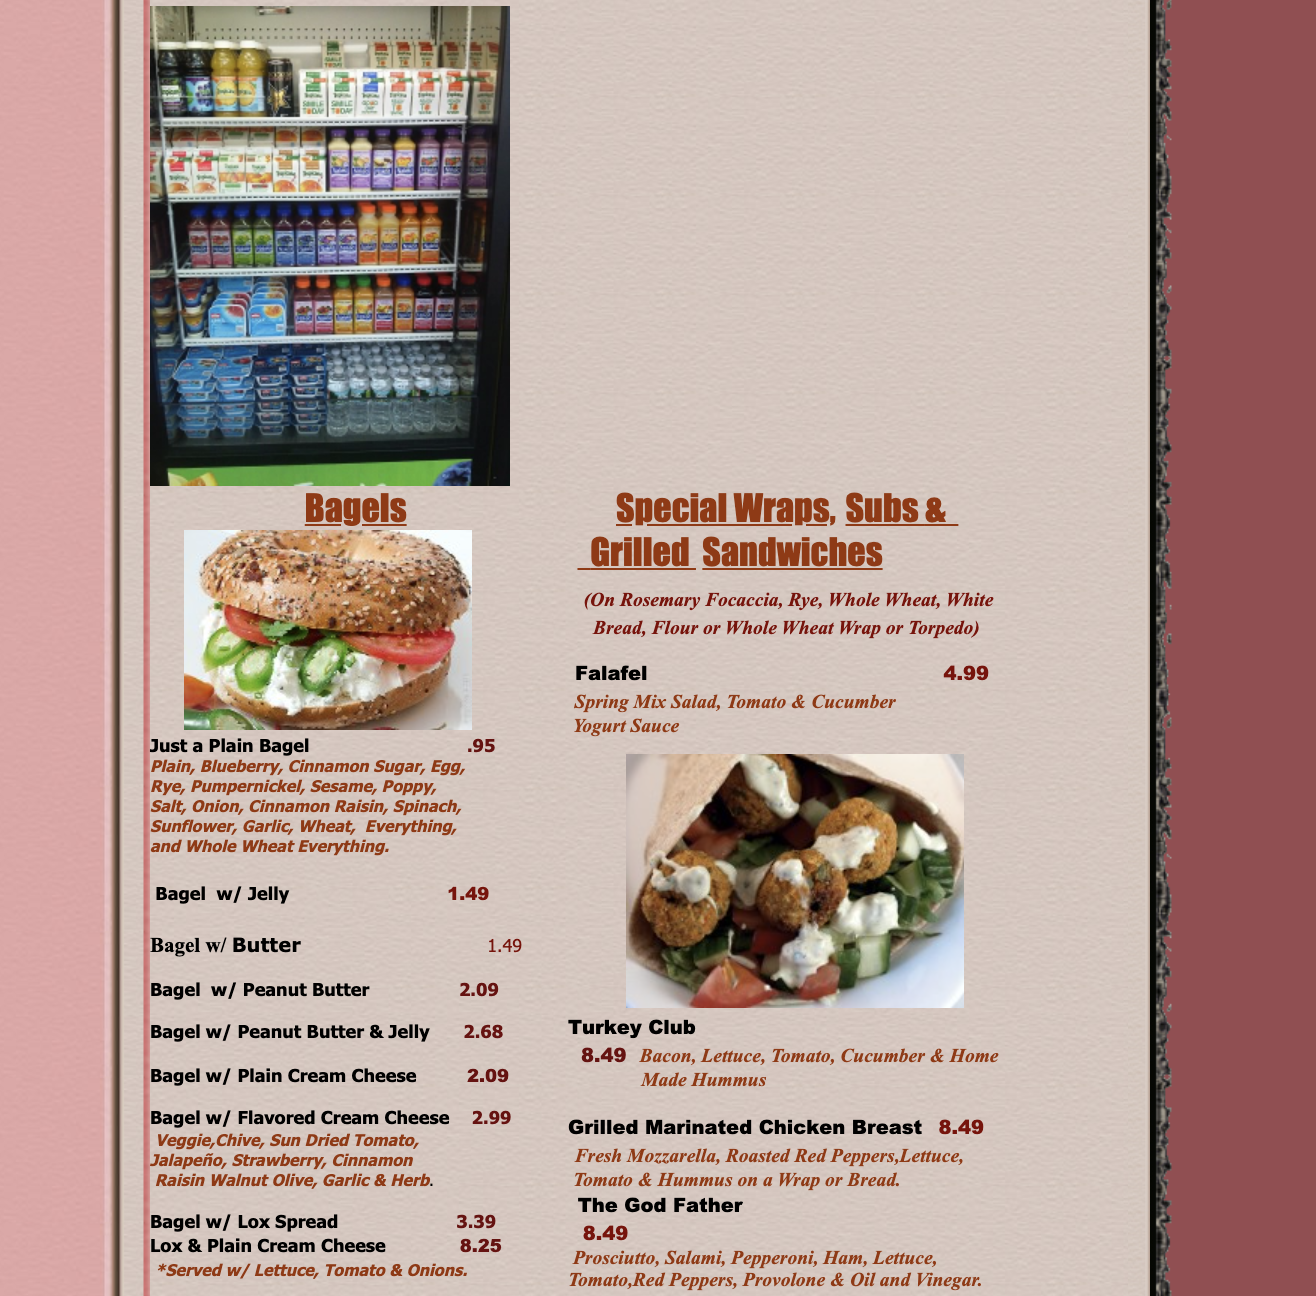 Bagels
Just a Plain Bagel .95
Plain, Blueberry, Cinnamon Sugar, Egg,
Rye, Pumpernickel, Sesame, Poppy,
Salt, Onion, Cinnamon Raisin, Spinach,
Sunflower, Garlic, Wheat, Everything,
and Whole Wheat Everything.
Bagel w/ Jelly 1.49
Bagel w/ Butter 1.49
Bagel w/ Peanut Butter 2.09
Bagel w/ Peanut Butter & Jelly 2.68
Bagel w/ Plain Cream Cheese 2.09
Bagel w/ Flavored Cream Cheese 2.99
Veggie,Chive, Sun Dried Tomato,
Jalapeño, Strawberry, Cinnamon
Raisin Walnut Olive, Garlic & Herb.
Bagel w/ Lox Spread 3.39
Lox & Plain Cream Cheese 8.25
*Served w/ Lettuce, Tomato & Onions.
Special Wraps, Subs &
Grilled Sandwiches
(On Rosemary Focaccia, Rye, Whole Wheat, White
Bread, Flour or Whole Wheat Wrap or Torpedo)
Falafel 4.99
Spring Mix Salad, Tomato & Cucumber
Yogurt Sauce
Turkey Club
8.49 Bacon, Lettuce, Tomato, Cucumber & Home
Made Hummus
Grilled Marinated Chicken Breast 8.49
Fresh Mozzarella, Roasted Red Peppers,Lettuce,
Tomato & Hummus on a Wrap or Bread.
The God Father
8.49
Prosciutto, Salami, Pepperoni, Ham, Lettuce,
Tomato,Red Peppers, Provolone & Oil and Vinegar.